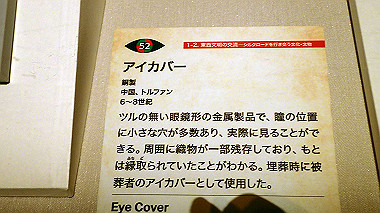 52
1-2. 東西文明の交流ーシルクロードを行き交う文化・文物
アイカバー
銅製
中国、トルファン
6～8世紀
ツルの無い眼鏡形の金属製品で、瞳の位置
に小さな穴が多数あり、実際に見ることがで
きる。周囲に織物が一部残存しており、もと
は縁取られていたことがわかる。埋葬時に被
葬者のアイカバーとして使用した。
Eye Cover